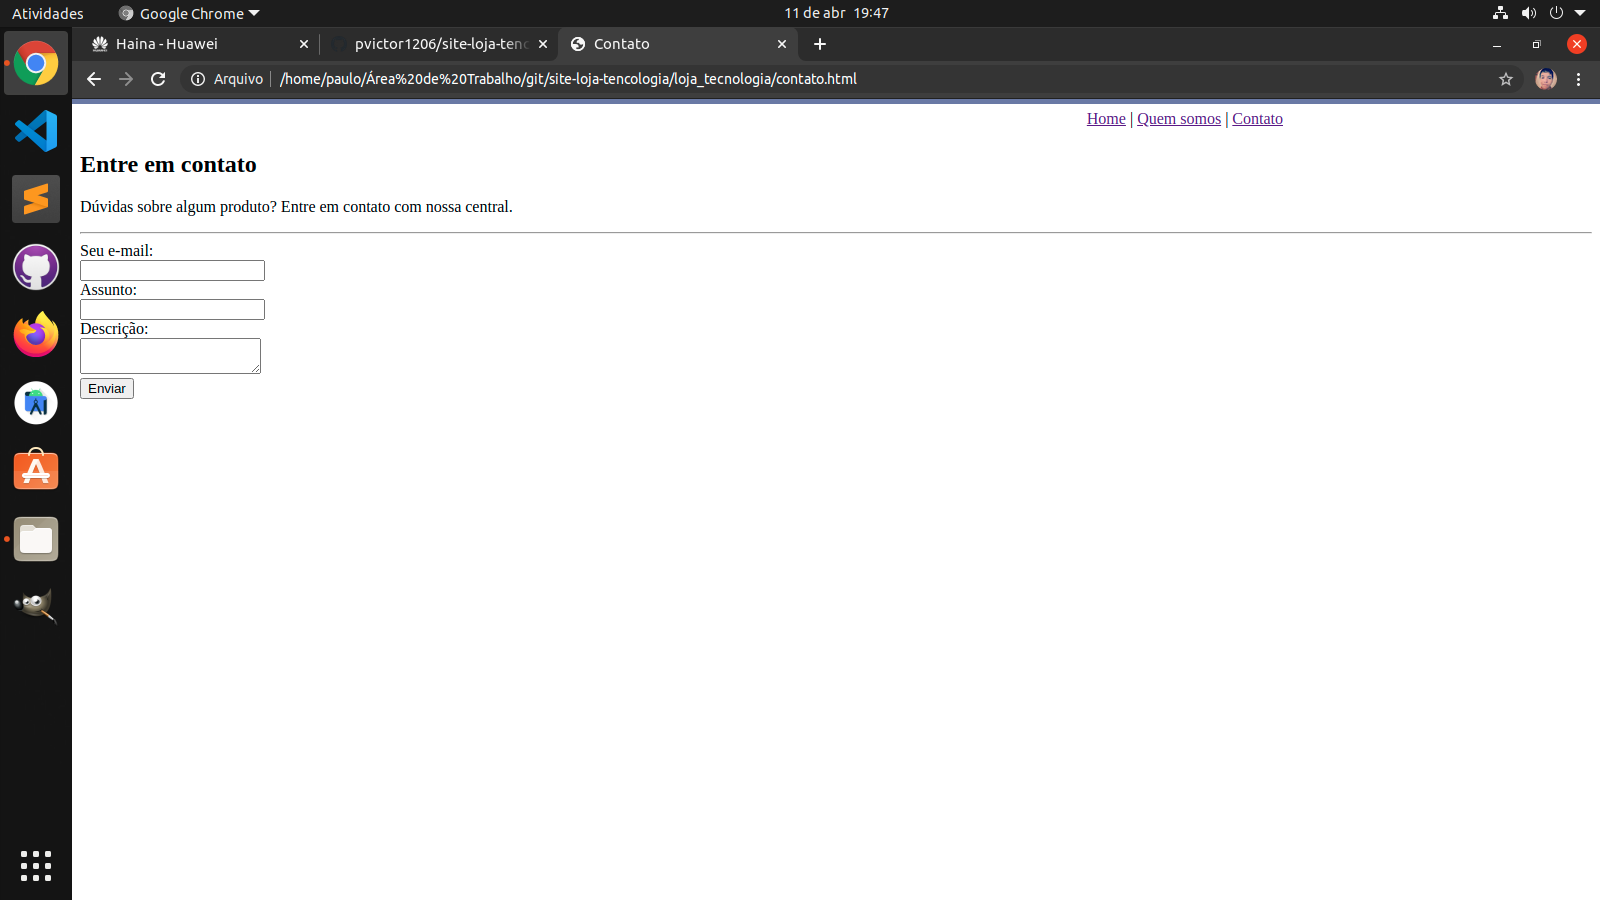 Atividades Google Chrome 11 de abr 19:47
Haina - Huawei pvictor1206/site-loja-tenc Contato
Arquivo /home/paulo/Área%20de%20Trabalho/git/site-loja-tencologia/loja_tecnologia/contato.html
Home | Quem somos | Contato
Entre em contato
Dúvidas sobre algum produto? Entre em contato com nossa central.
Seu e-mail:
Assunto:
Descrição:
Enviar